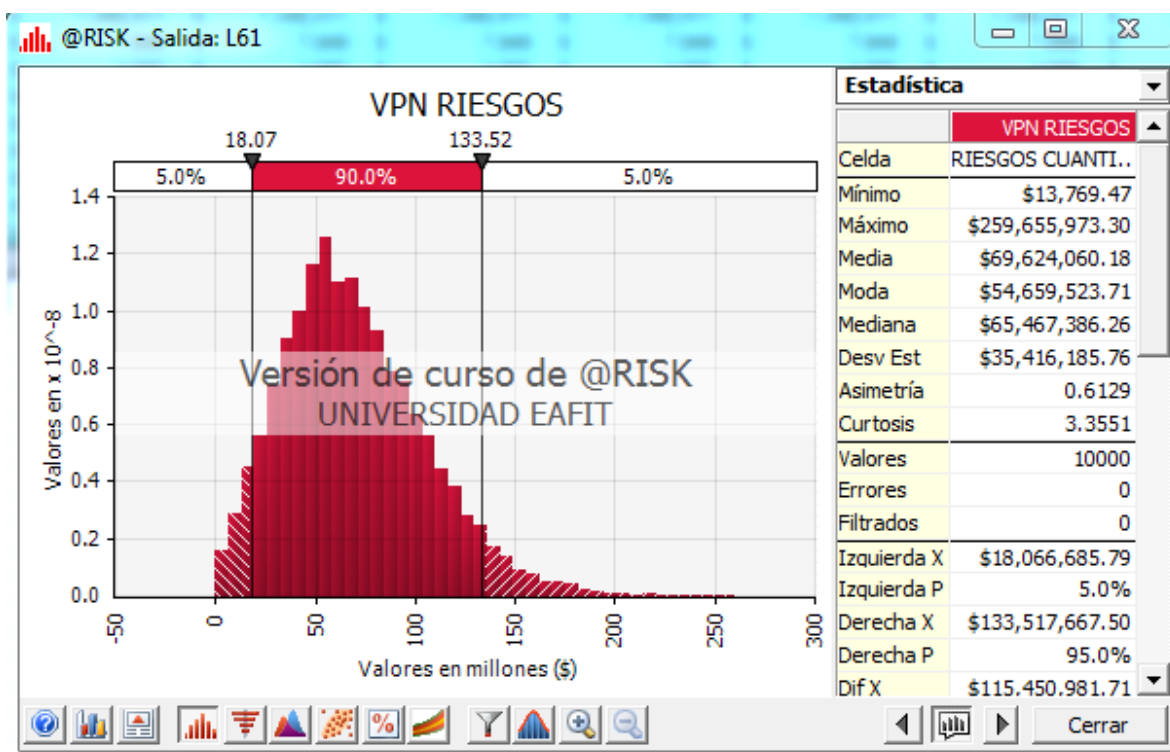 @RISK - Salida: L61
VPN RIESGOS
18.07 133.52
5.0% 90.0% 5.0%
1.4
1.2
1.0
0.8
0.6
0.4
0.2
0.0
Valores en x 10^-8
Versión de curso de @RISK
UNIVERSIDAD EAFIT
-50 0 50 100 150 200 250 300
Valores en millones ($)
Estadística
VPN RIESGOS
Celda RIESGOS CUANTI..
Mínimo $13,769.47
Máximo $259,655,973.30
Media $69,624,060.18
Moda $54,659,523.71
Mediana $65,467,386.26
Desv Est $35,416,185.76
Asimetría 0.6129
Curtosis 3.3551
Valores 10000
Errores 0
Filtrados 0
Izquierda X $18,066,685.79
Izquierda P 5.0%
Derecha X $133,517,667.50
Derecha P 95.0%
Dif X $115.450.981.71
Cerrar